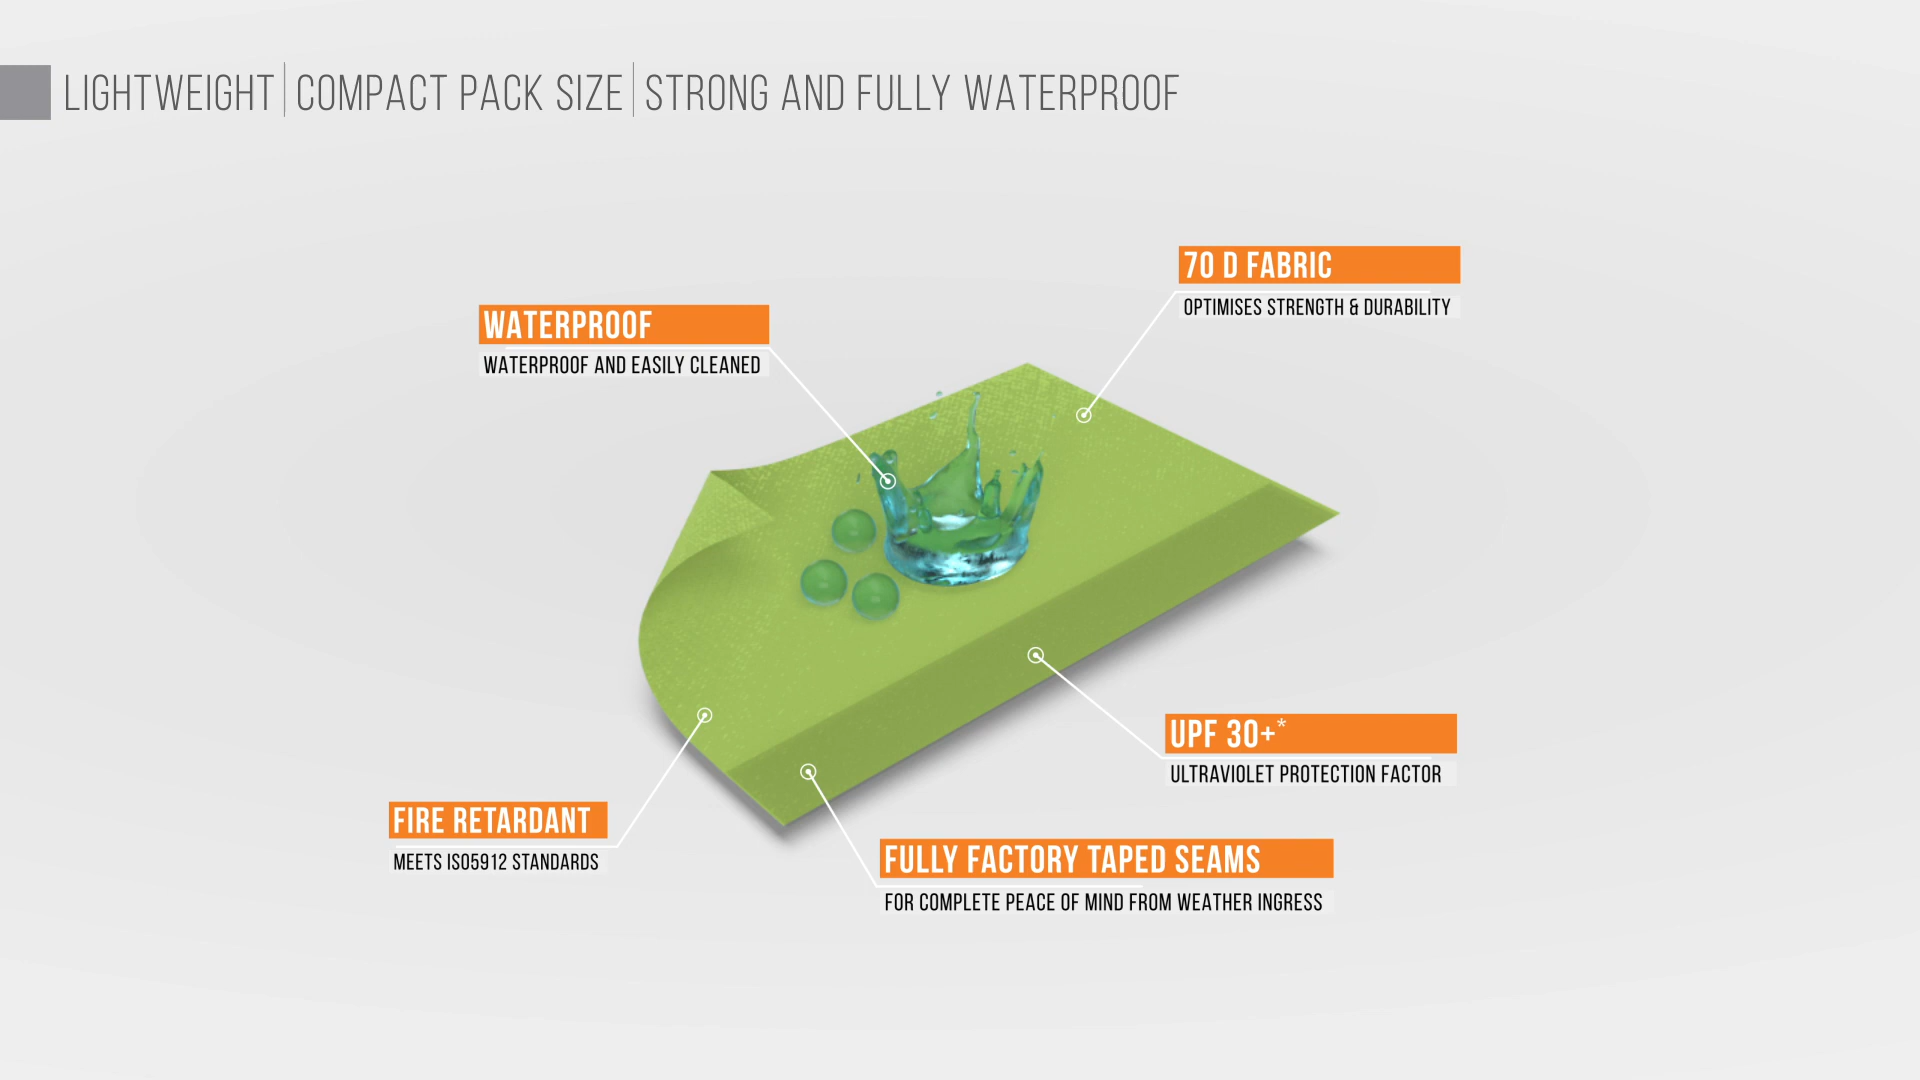 LIGHTWEIGHT | COMPACT PACK SIZE | STRONG AND FULLY WATERPROOF
70 D FABRIC
OPTIMISES STRENGTH & DURABILITY
WATERPROOF
WATERPROOF AND EASILY CLEANED
UPF 30+*
ULTRAVIOLET PROTECTION FACTOR
FIRE RETARDANT
MEETS ISO5912 STANDARDS
FULLY FACTORY TAPED SEAMS
FOR COMPLETE PEACE OF MIND FROM WEATHER INGRESS